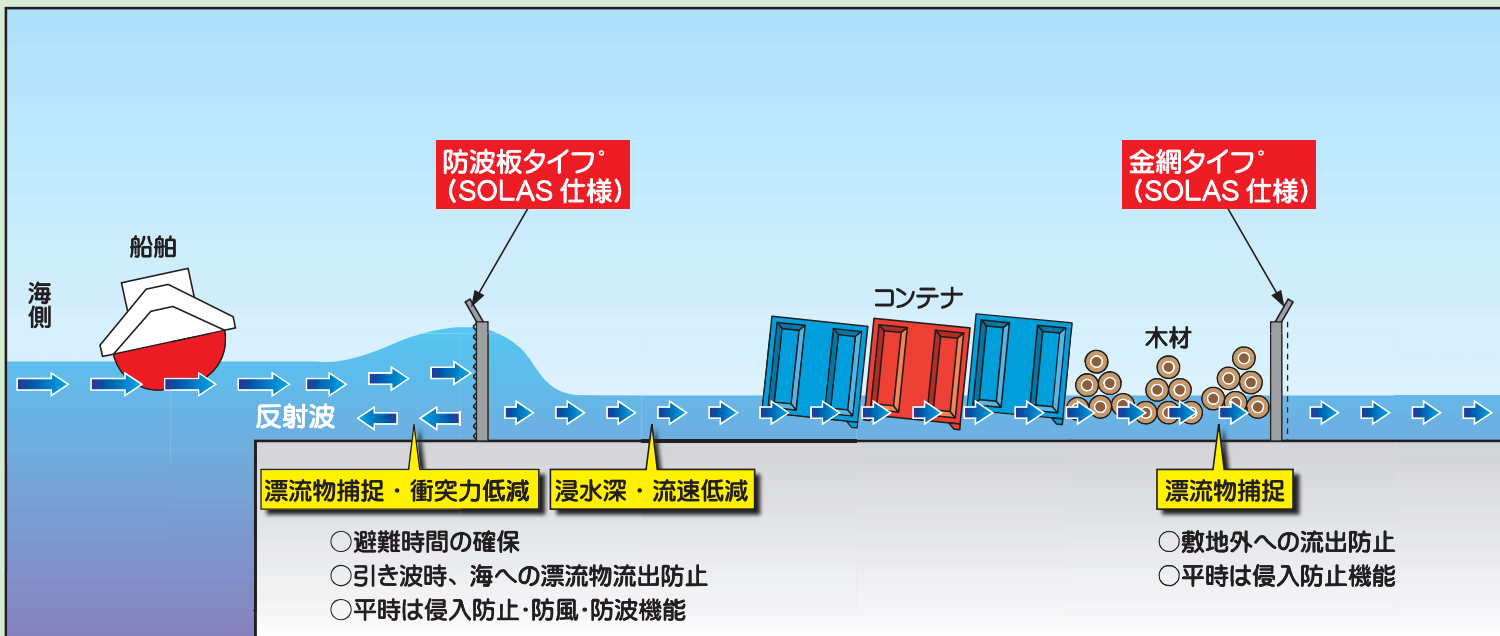 防波板タイプ
（SOLAS 仕様）
金網タイプ
（SOLAS 仕様）
船舶
海側
コンテナ
木材
反射波
漂流物捕捉・衝突力低減
浸水深・流速低減
漂流物捕捉
○避難時間の確保
○引き波時、海への漂流物流出防止
○平時は侵入防止・防風・防波機能
○敷地外への流出防止
○平時は侵入防止機能